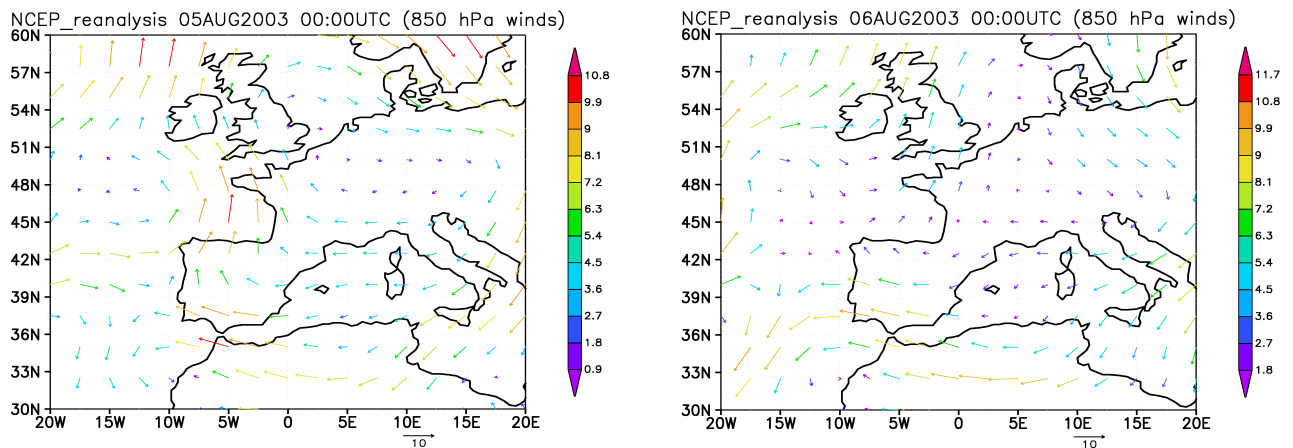 NCEP_reanalysis 05AUG2003 00:00UTC (850 hPa winds)
60N
57N
54N
51N
48N
45N
42N
39N
36N
33N
30N
20W 15W 10W 5W 0 5E 10E 15E 20E
10
10.8
9.9
9
8.1
7.2
6.3
5.4
4.5
3.6
2.7
1.8
0.9
NCEP_reanalysis 06AUG2003 00:00UTC (850 hPa winds)
60N
57N
54N
51N
48N
45N
42N
39N
36N
33N
30N
20W 15W 10W 5W 0 5E 10E 15E 20E
10
11.7
10.8
9.9
9
8.1
7.2
6.3
5.4
4.5
3.6
2.7
1.8